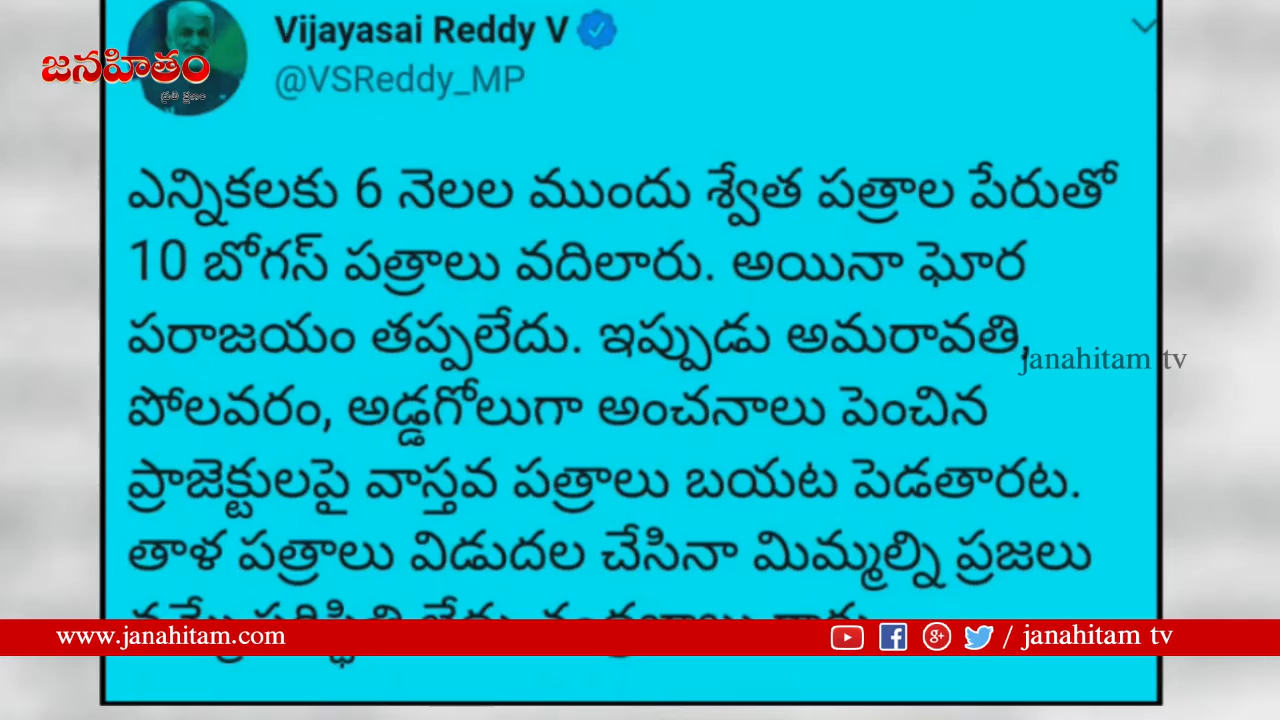 Vijayasai Reddy V
@VSReddy_MP
జనహితం
ప్రతి క్షణం
ఎన్నికలకు 6 నెలల ముందు శ్వేత పత్రాల పేరుతో
10 బోగస్ పత్రాలు వదిలారు. అయినా ఘోర
పరాజయం తప్పలేదు. ఇప్పుడు అమరావతి,
janahitam tv
పోలవరం, అడ్డగోలుగా అంచనాలు పెంచిన
ప్రాజెక్టులపై వాస్తవ పత్రాలు బయట పెడతారట.
తాళ పత్రాలు విడుదల చేసినా మిమ్మల్ని ప్రజలు
www.janahitam.com
/ janahitam tv